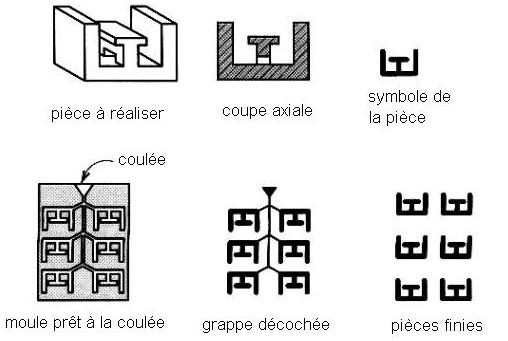 pièce à réaliser
coupe axiale
symbole de
la pièce
coulée
moule prêt à la coulée
grappe décochée
pièces finies